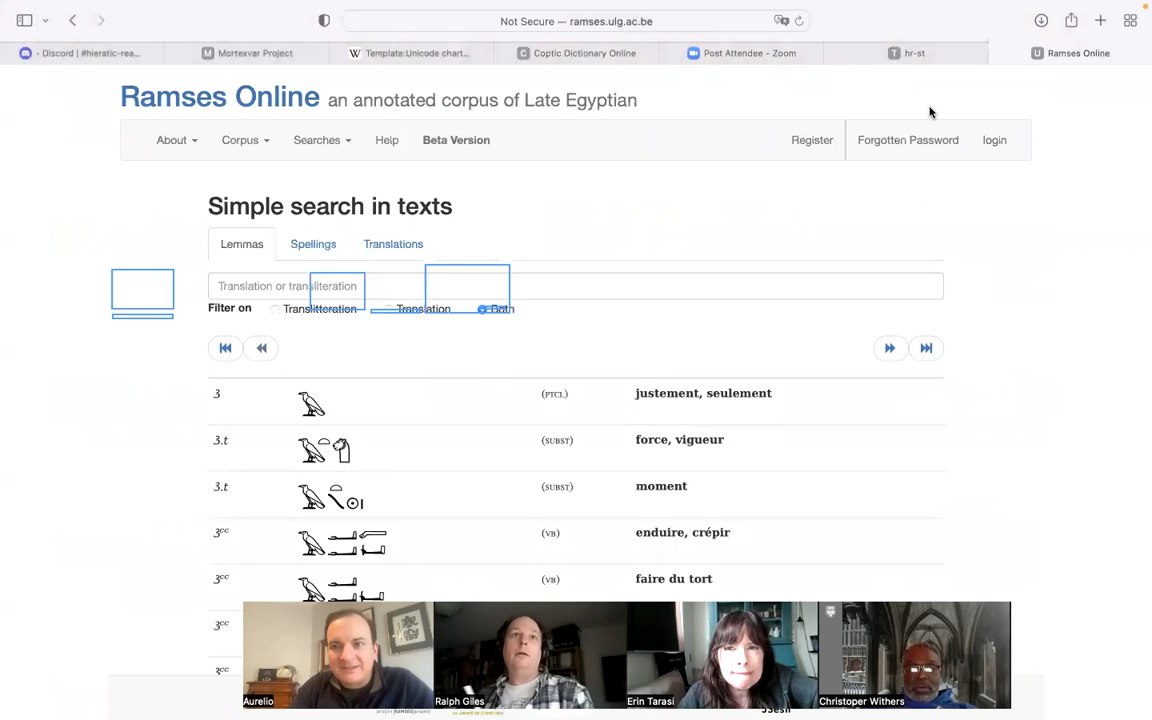 Not Secure — ramses.ulg.ac.be
- Discord | #hieratic-rea...
Mortexvar Project
Template:Unicode chart...
Coptic Dictionary Online
Post Attendee - Zoom
hr-st
Ramses Online
Ramses Online an annotated corpus of Late Egyptian
About
Corpus
Searches
Help
Beta Version
Register
Forgotten Password
login
Simple search in texts
Lemmas
Spellings
Translations
Translation or transliteration
Filter on Translitteration Translation Both
3 𓄿 (PTCL) justement, seulement
3.t (SUBST) force, vigueur
3.t (SUBST) moment
3cc (VB) enduire, crépir
3cc (VB) faire du tort
3cc
3cc
Aurelio
Ralph Giles
Erin Tarasi
Christoper Withers